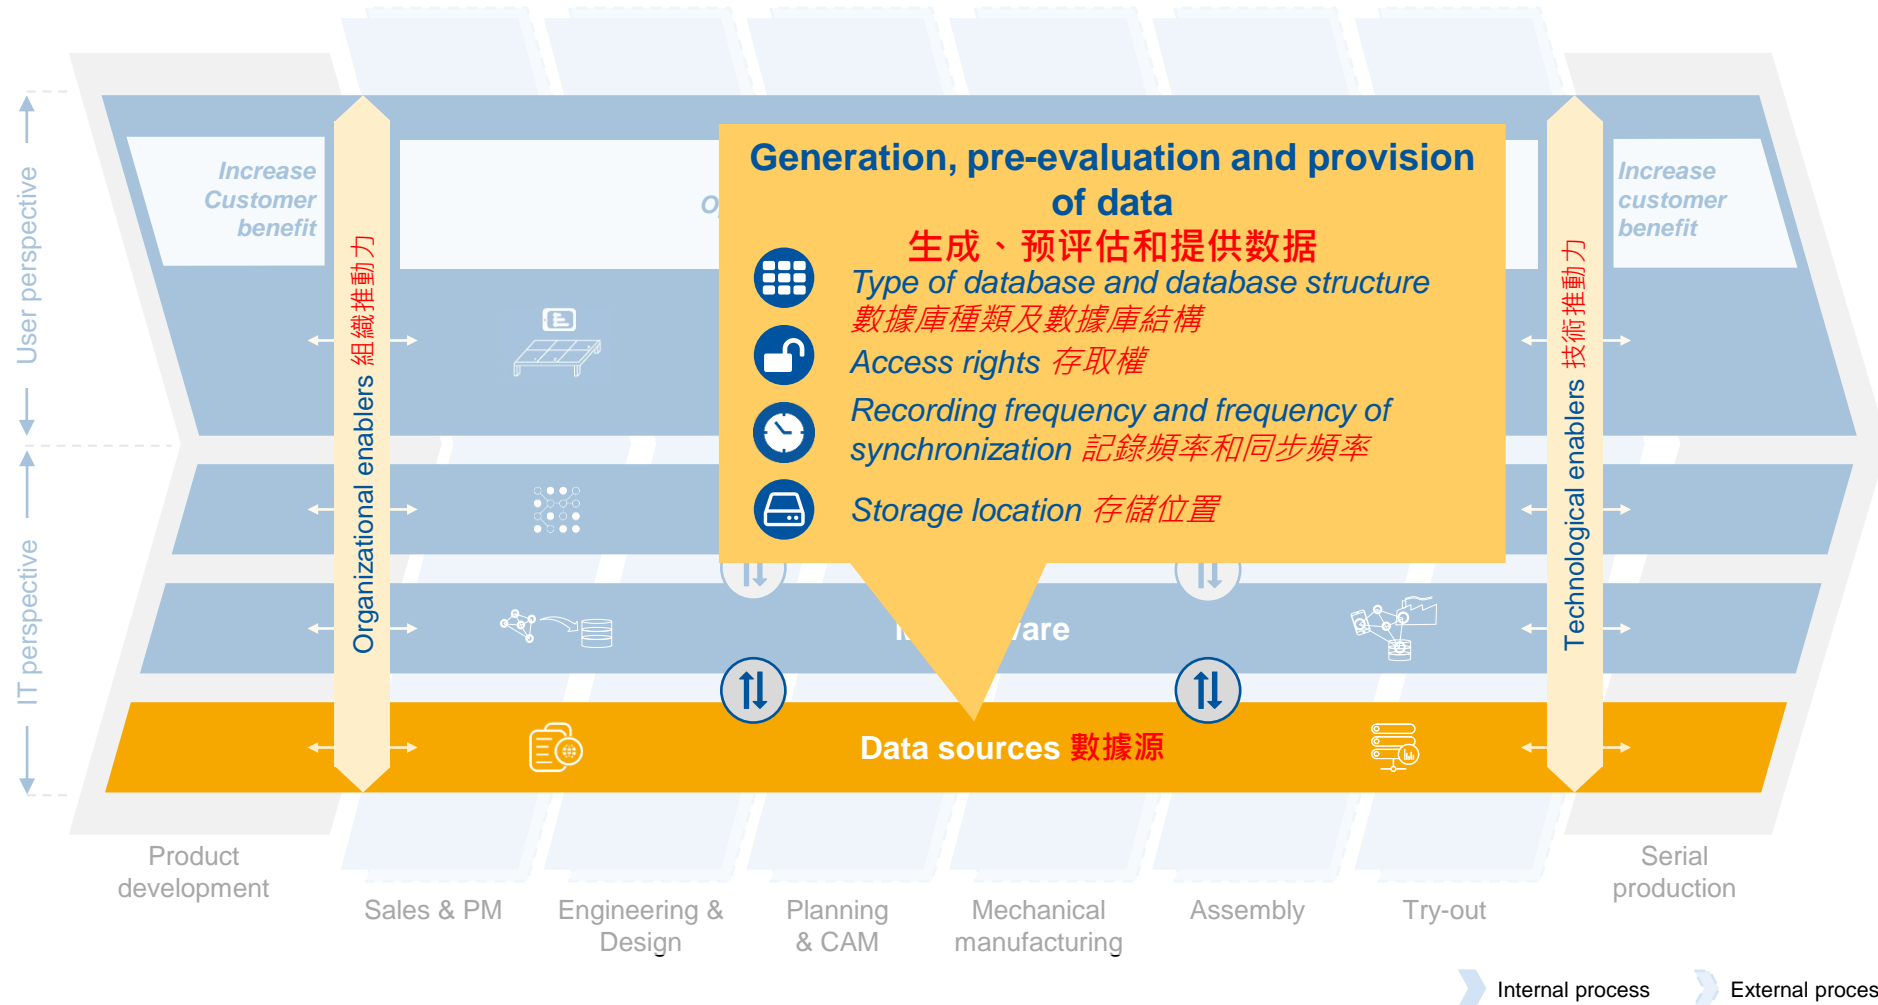 User perspective
IT perspective
Increase
Customer
benefit
Organizational enablers 組織推動力
Generation, pre-evaluation and provision
of data
生成、预评估和提供数据
Type of database and database structure
數據庫種類及數據庫結構
Access rights 存取權
Recording frequency and frequency of
synchronization 記錄頻率和同步頻率
Storage location 存儲位置
Technological enablers 技術推動力
Increase
customer
benefit
Data sources 數據源
Product
development
Sales & PM
Engineering &
Design
Planning
& CAM
Mechanical
manufacturing
Assembly
Try-out
Serial
production
Internal process
External proces